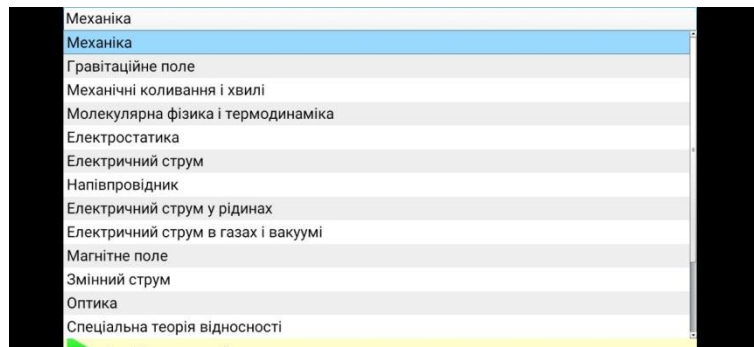 Механіка
Механіка
Гравітаційне поле
Механічні коливання і хвилі
Молекулярна фізика і термодинаміка
Електростатика
Електричний струм
Напівпровідник
Електричний струм у рідинах
Електричний струм в газах і вакуумі
Магнітне поле
Змінний струм
Оптика
Спеціальна теорія відносності